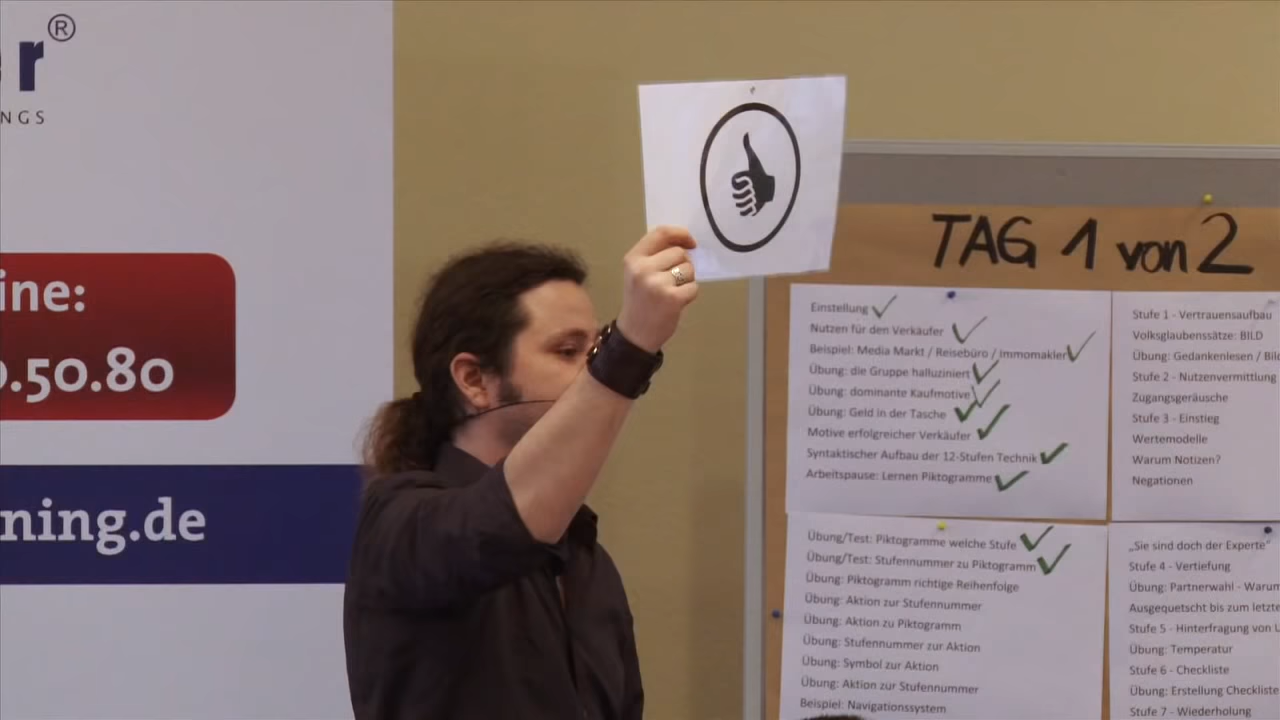 r®
NGS
ine:
0.50.80
ning.de
TAG 1 von 2
Einstellung
Nutzen für den Verkäufer
Beispiel: Media Markt / Reisebüro / Immomakler
Übung: die Gruppe halluziniert
Übung: dominante Kaufmotive
Übung: Geld in der Tasche
Motive erfolgreicher Verkäufer
Syntaktischer Aufbau der 12-Stufen Technik
Arbeitspause: Lernen Piktogramme
Übung/Test: Piktogramme welche Stufe
Übung/Test: Stufennummer zu Piktogramm
Übung: Piktogramm richtige Reihenfolge
Übung: Aktion zur Stufennummer
Übung: Aktion zu Piktogramm
Übung: Stufennummer zur Aktion
Übung: Symbol zur Aktion
Übung: Aktion zur Stufennummer
Beispiel: Navigationssystem
Stufe 1 - Vertrauensaufbau
Volksglaubenssätze: BILD
Übung: Gedankenlesen / Bil
Stufe 2 - Nutzenvermittlung
Zugangsgeräusche
Stufe 3 - Einstieg
Wertemodelle
Warum Notizen?
Negationen
„Sie sind doch der Experte"
Stufe 4 - Vertiefung
Übung: Partnerwahl - Warum
Ausgequetscht bis zum letzte
Stufe 5 - Hinterfragung von U
Übung: Temperatur
Stufe 6 - Checkliste
Übung: Erstellung Checkliste
Stufe 7 - Wiederholung